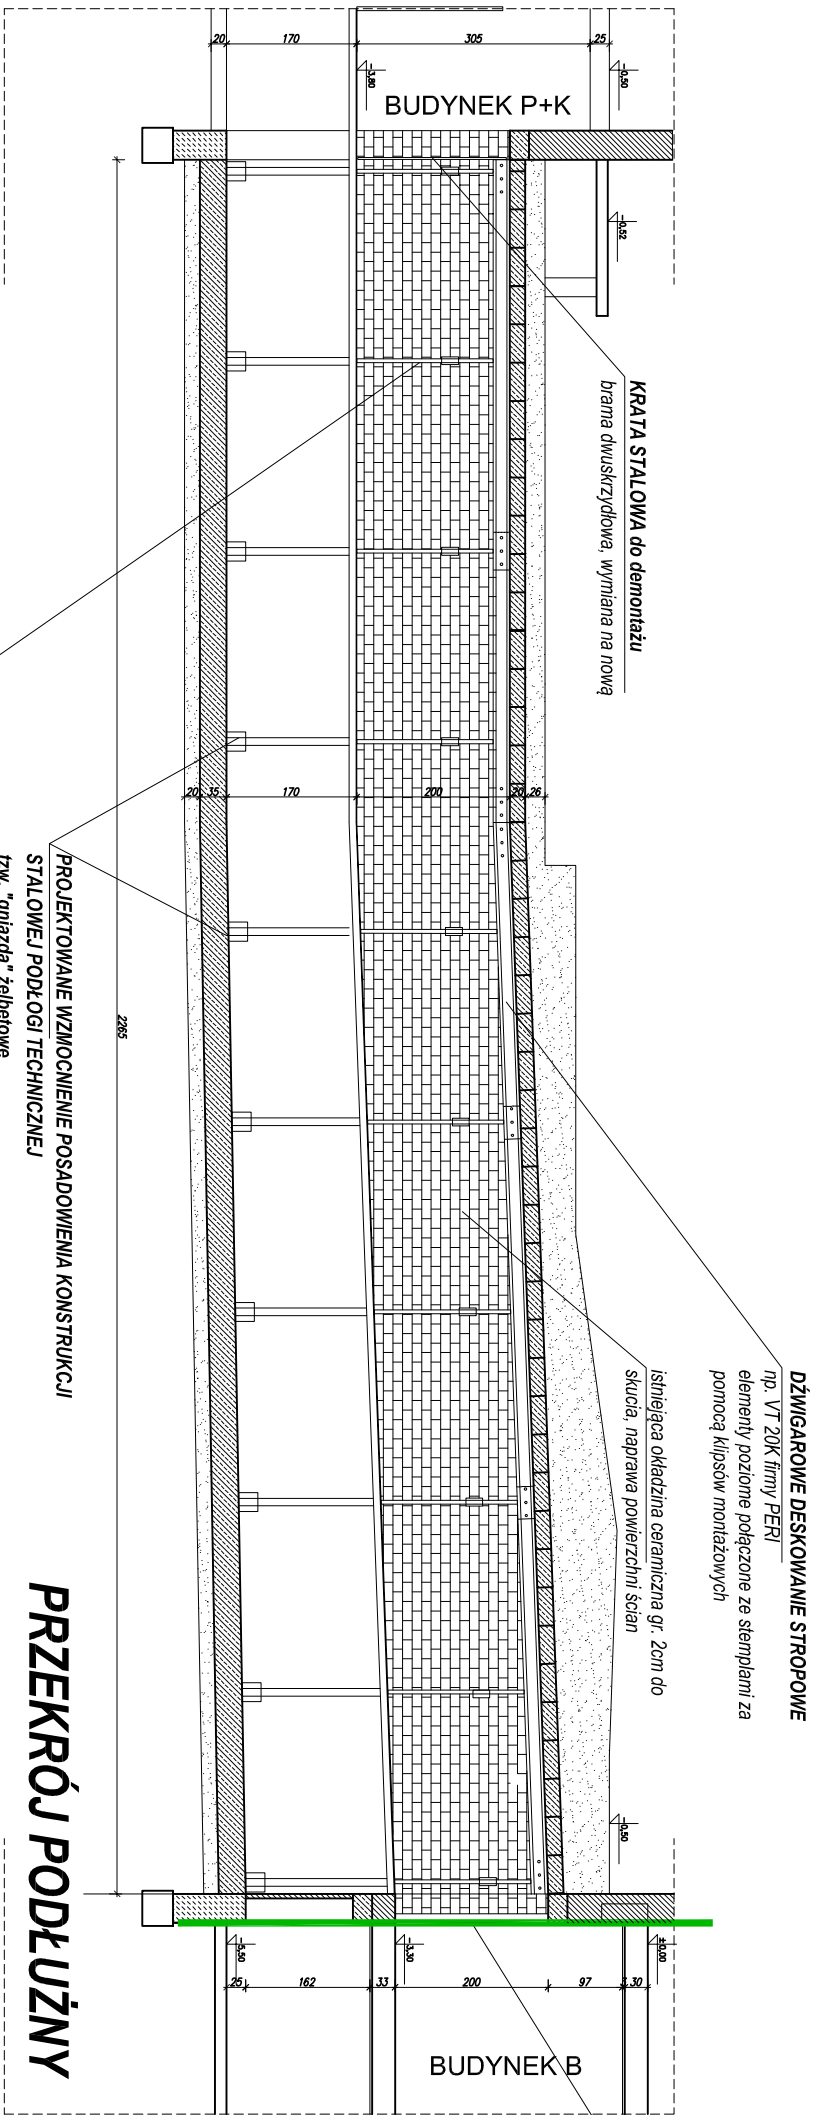 20
170
305
25
-3,80
-0,50
BUDYNEK P+K
-0,52
KRATA STALOWA do demontażu
brama dwuskrzydłowa, wymiana na nową
20
35
170
200
20
26
PROJEKTOWANE WZMOCNIENIE POSADOWIENIA KONSTRUKCJI
STALOWEJ PODŁOGI TECHNICZNEJ
tzw. "gniazda" żelbetowe
2265
DŹWIGAROWE DESKOWANIE STROPOWE
np. VT 20K firmy PERI
elementy poziome połączone ze stemplami za
pomocą klipsów montażowych
istniejąca okładzina ceramiczna gr. 2cm do
skucia, naprawa powierzchni ścian
-0,50
PRZEKRÓJ PODŁUŻNY
-5,50
-3,30
±0,00
25
162
33
200
97
BUDYNEK B